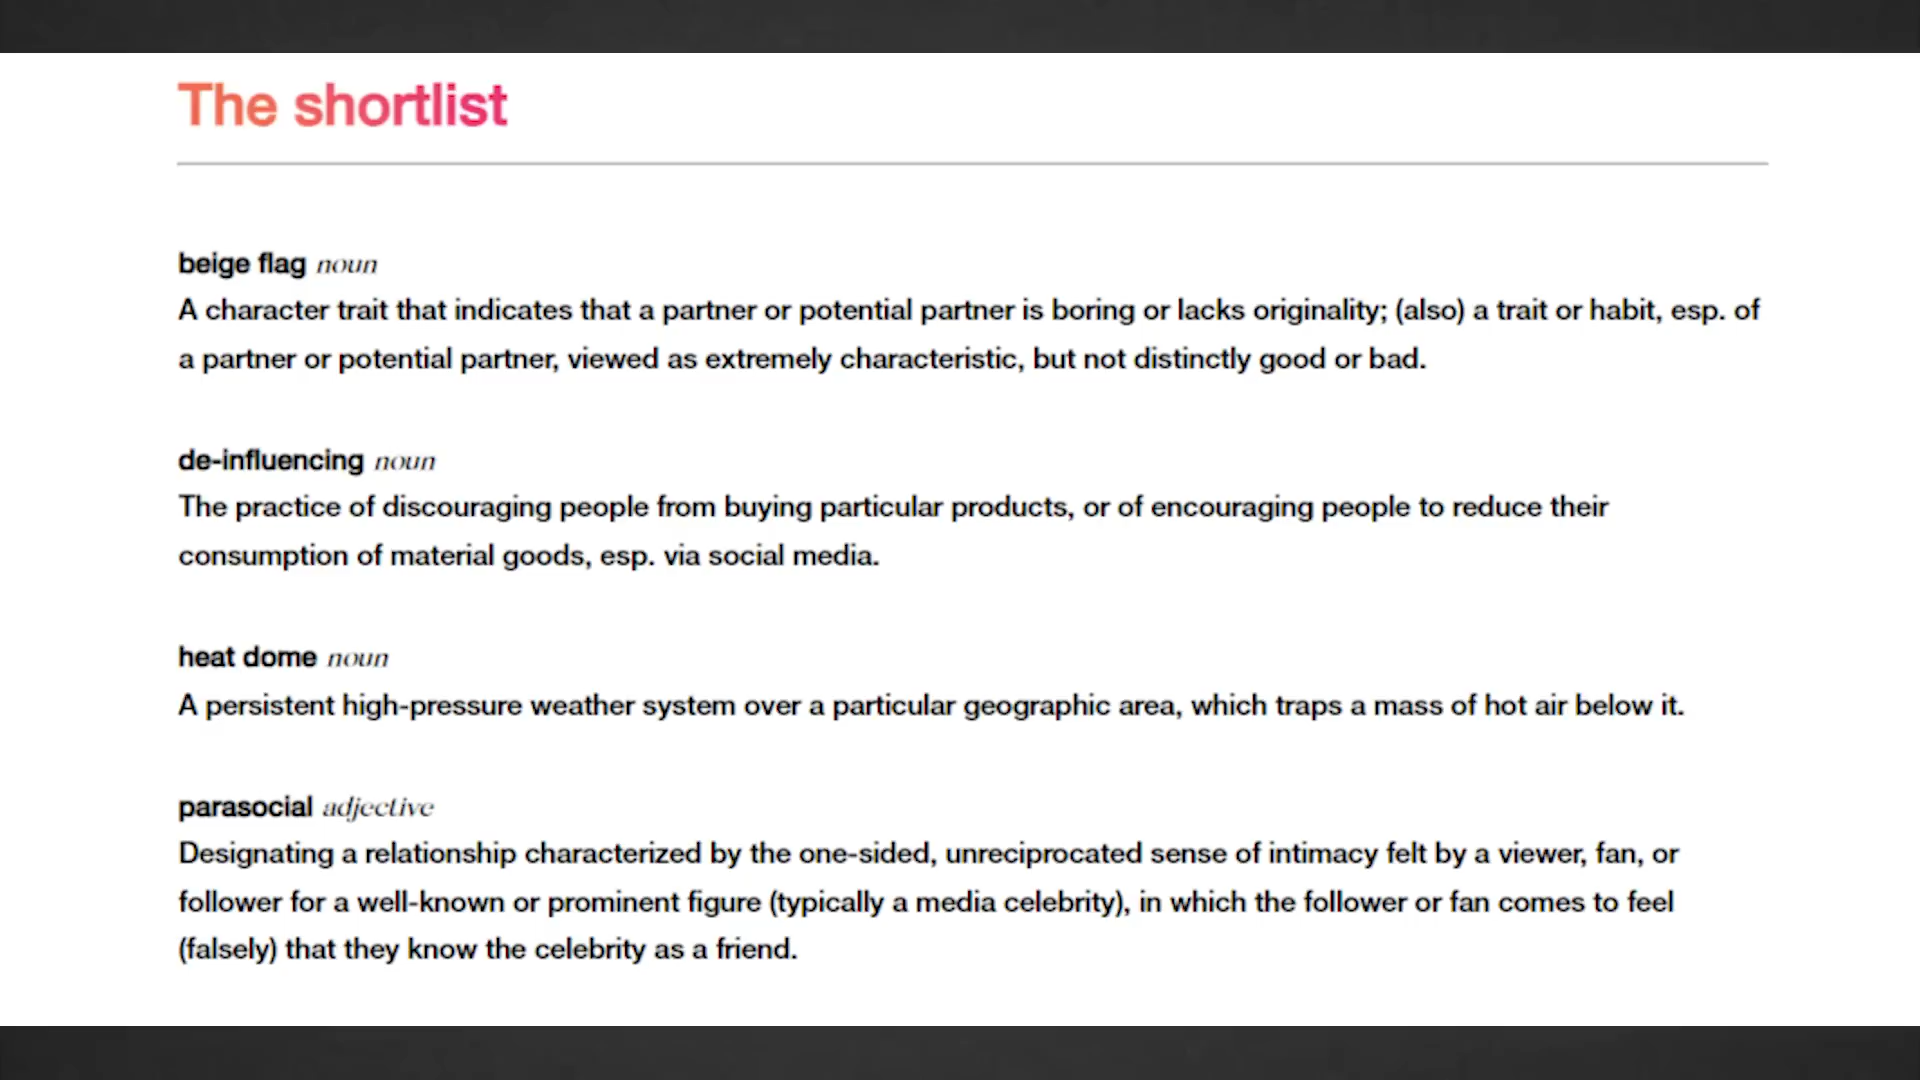 The shortlist
beige flag noun
A character trait that indicates that a partner or potential partner is boring or lacks originality; (also) a trait or habit, esp. of
a partner or potential partner, viewed as extremely characteristic, but not distinctly good or bad.
de-influencing noun
The practice of discouraging people from buying particular products, or of encouraging people to reduce their
consumption of material goods, esp. via social media.
heat dome noun
A persistent high-pressure weather system over a particular geographic area, which traps a mass of hot air below it.
parasocial adjective
Designating a relationship characterized by the one-sided, unreciprocated sense of intimacy felt by a viewer, fan, or
follower for a well-known or prominent figure (typically a media celebrity), in which the follower or fan comes to feel
(falsely) that they know the celebrity as a friend.